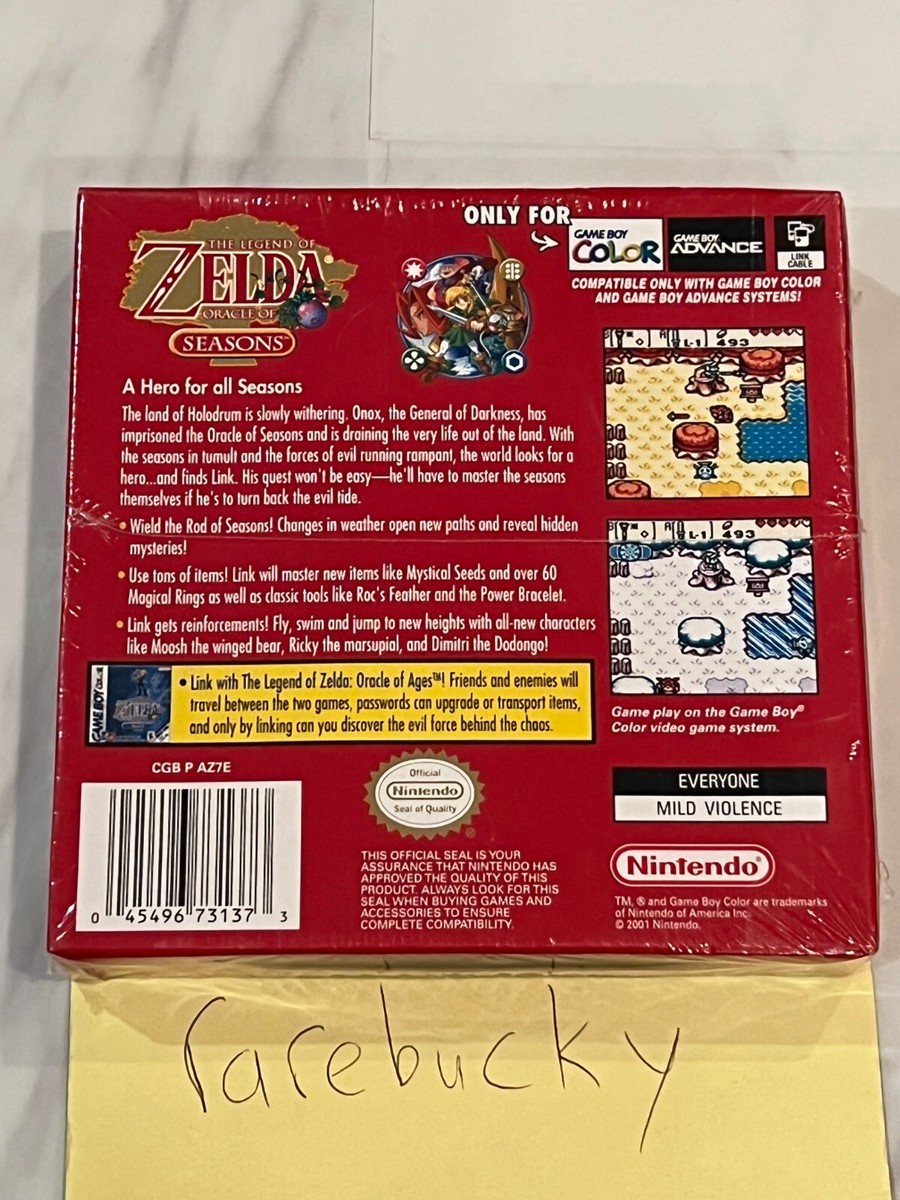 ONLY FOR
THE LEGEND OF
ZELDA®
ORACLE OF
SEASONS™
GAME BOY
COLOR
GAME BOY
ADVANCE
LINK
CABLE
COMPATIBLE ONLY WITH GAME BOY COLOR
AND GAME BOY ADVANCE SYSTEMS!
A Hero for all Seasons
The land of Holodrum is slowly withering. Onox, the General of Darkness, has
imprisoned the Oracle of Seasons and is draining the very life out of the land. With
the seasons in tumult and the forces of evil running rampant, the world looks for a
hero...and finds Link. His quest won't be easy—he'll have to master the seasons
themselves if he's to turn back the evil tide.
• Wield the Rod of Seasons! Changes in weather open new paths and reveal hidden
mysteries!
• Use tons of items! Link will master new items like Mystical Seeds and over 60
Magical Rings as well as classic tools like Roc's Feather and the Power Bracelet.
• Link gets reinforcements! Fly, swim and jump to new heights with all-new characters
like Moosh the winged bear, Ricky the marsupial, and Dimitri the Dodongo!
L-1 493
L-1 493
GAME BOY COLOR
ZELDA
• Link with The Legend of Zelda: Oracle of Ages™! Friends and enemies will
travel between the two games, passwords can upgrade or transport items,
and only by linking can you discover the evil force behind the chaos.
Game play on the Game Boy®
Color video game system.
CGB P AZ7E
0 45496 73137 3
Official
Nintendo
Seal of Quality
®
THIS OFFICIAL SEAL IS YOUR
ASSURANCE THAT NINTENDO HAS
APPROVED THE QUALITY OF THIS
PRODUCT. ALWAYS LOOK FOR THIS
SEAL WHEN BUYING GAMES AND
ACCESSORIES TO ENSURE
COMPLETE COMPATIBILITY.
EVERYONE
MILD VIOLENCE
Nintendo®
TM, ® and Game Boy Color are trademarks
of Nintendo of America Inc.
© 2001 Nintendo.
rarebucky